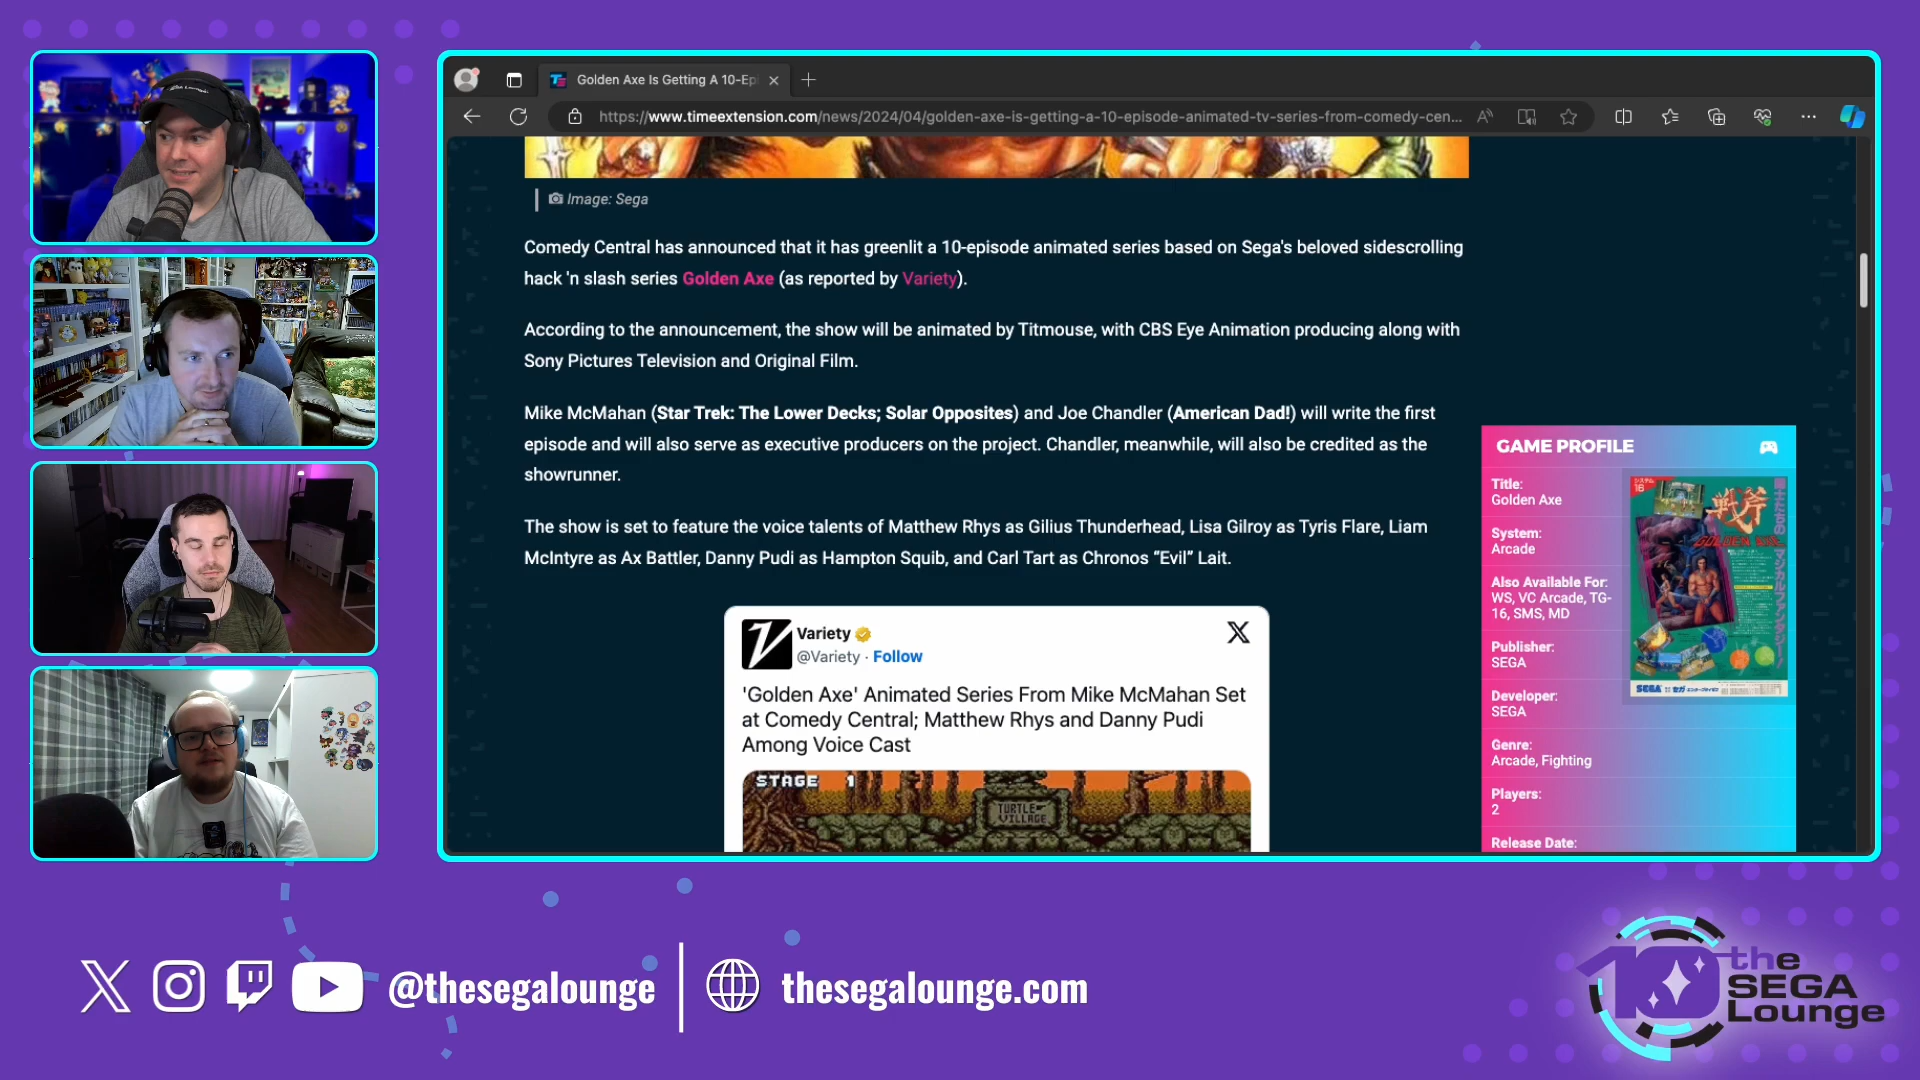 Golden Axe Is Getting A 10-Epi
https://www.timeextension.com/news/2024/04/golden-axe-is-getting-a-10-episode-animated-tv-series-from-comedy-cen...
Image: Sega
Comedy Central has announced that it has greenlit a 10-episode animated series based on Sega's beloved sidescrolling
hack 'n slash series Golden Axe (as reported by Variety).
According to the announcement, the show will be animated by Titmouse, with CBS Eye Animation producing along with
Sony Pictures Television and Original Film.
Mike McMahan (Star Trek: The Lower Decks; Solar Opposites) and Joe Chandler (American Dad!) will write the first
episode and will also serve as executive producers on the project. Chandler, meanwhile, will also be credited as the
showrunner.
The show is set to feature the voice talents of Matthew Rhys as Gilius Thunderhead, Lisa Gilroy as Tyris Flare, Liam
McIntyre as Ax Battler, Danny Pudi as Hampton Squib, and Carl Tart as Chronos “Evil” Lait.
Variety
@Variety · Follow
'Golden Axe' Animated Series From Mike McMahan Set
at Comedy Central; Matthew Rhys and Danny Pudi
Among Voice Cast
STAGE 1
TURTLE
VILLAGE
GAME PROFILE
Title:
Golden Axe
System:
Arcade
Also Available For:
WS, VC Arcade, TG-
16, SMS, MD
Publisher:
SEGA
Developer:
SEGA
Genre:
Arcade, Fighting
Players:
2
Release Date:
戦斧
GOLDEN AXE
SEGA
@thesegalounge
thesegalounge.com
10
the
SEGA
Lounge